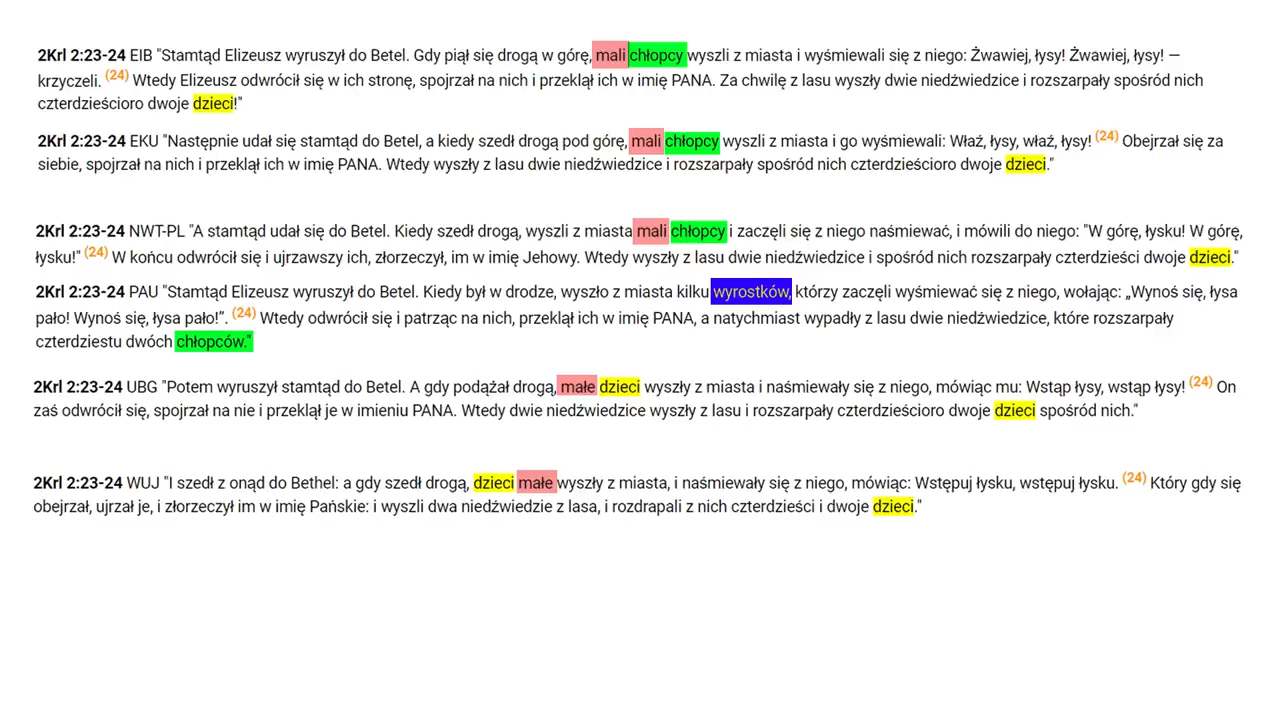 2Krl 2:23-24 EIB "Stamtąd Elizeusz wyruszył do Betel. Gdy piął się drogą w górę, mali chłopcy wyszli z miasta i wyśmiewali się z niego: Żwawiej, łysy! Żwawiej, łysy! —
krzyczeli. (24) Wtedy Elizeusz odwrócił się w ich stronę, spojrzał na nich i przeklął ich w imię PANA. Za chwilę z lasu wyszły dwie niedźwiedzice i rozszarpały spośród nich
czterdzieścioro dwoje dzieci!"
2Krl 2:23-24 EKU "Następnie udał się stamtąd do Betel, a kiedy szedł drogą pod górę, mali chłopcy wyszli z miasta i go wyśmiewali: Właź, łysy, właź, łysy! (24) Obejrzał się za
siebie, spojrzał na nich i przeklął ich w imię PANA. Wtedy wyszły z lasu dwie niedźwiedzice i rozszarpały spośród nich czterdzieścioro dwoje dzieci."
2Krl 2:23-24 NWT-PL "A stamtąd udał się do Betel. Kiedy szedł drogą, wyszli z miasta mali chłopcy i zaczęli się z niego naśmiewać, i mówili do niego: "W górę, łysku! W górę,
łysku!" (24) W końcu odwrócił się i ujrzawszy ich, złorzeczył, im w imię Jehowy. Wtedy wyszły z lasu dwie niedźwiedzice i spośród nich rozszarpały czterdzieści dwoje dzieci."
2Krl 2:23-24 PAU "Stamtąd Elizeusz wyruszył do Betel. Kiedy był w drodze, wyszło z miasta kilku wyrostków, którzy zaczęli wyśmiewać się z niego, wołając: „Wynoś się, łysa
pało! Wynoś się, łysa pało!”. (24) Wtedy odwrócił się i patrząc na nich, przeklął ich w imię PANA, a natychmiast wypadły z lasu dwie niedźwiedzice, które rozszarpały
czterdziestu dwóch chłopców."
2Krl 2:23-24 UBG "Potem wyruszył stamtąd do Betel. A gdy podążał drogą, małe dzieci wyszły z miasta i naśmiewały się z niego, mówiąc mu: Wstąp łysy, wstąp łysy! (24) On
zaś odwrócił się, spojrzał na nie i przeklął je w imieniu PANA. Wtedy dwie niedźwiedzice wyszły z lasu i rozszarpały czterdzieścioro dwoje dzieci spośród nich."
2Krl 2:23-24 WUJ "I szedł z onąd do Bethel: a gdy szedł drogą, dzieci małe wyszły z miasta, i naśmiewały się z niego, mówiąc: Wstępuj łysku, wstępuj łysku. (24) Który gdy się
obejrzał, ujrzał je, i złorzeczył im w imię Pańskie: i wyszli dwa niedźwiedzie z lasa, i rozdrapali z nich czterdzieści i dwoje dzieci."